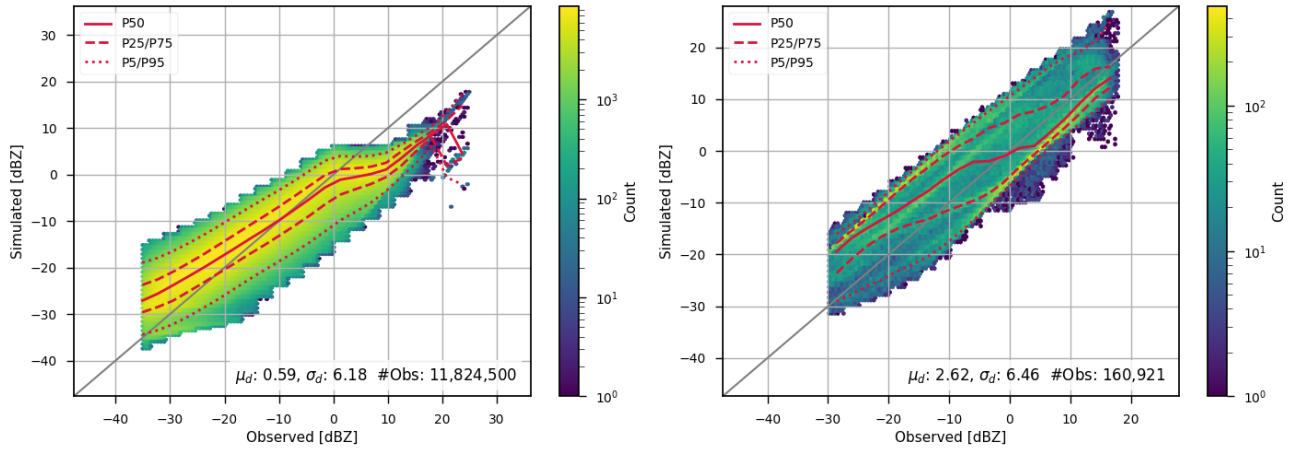 P50
P25/P75
P5/P95
30
20
10
0
−10
−20
−30
−40
Simulated [dBZ]
−40
−30
−20
−10
0
10
20
30
Observed [dBZ]
μd: 0.59, σd: 6.18 #Obs: 11,824,500
10³
10²
10¹
10⁰
Count
P50
P25/P75
P5/P95
20
10
0
−10
−20
−30
−40
Simulated [dBZ]
−40
−30
−20
−10
0
10
20
Observed [dBZ]
μd: 2.62, σd: 6.46 #Obs: 160,921
10²
10¹
10⁰
Count